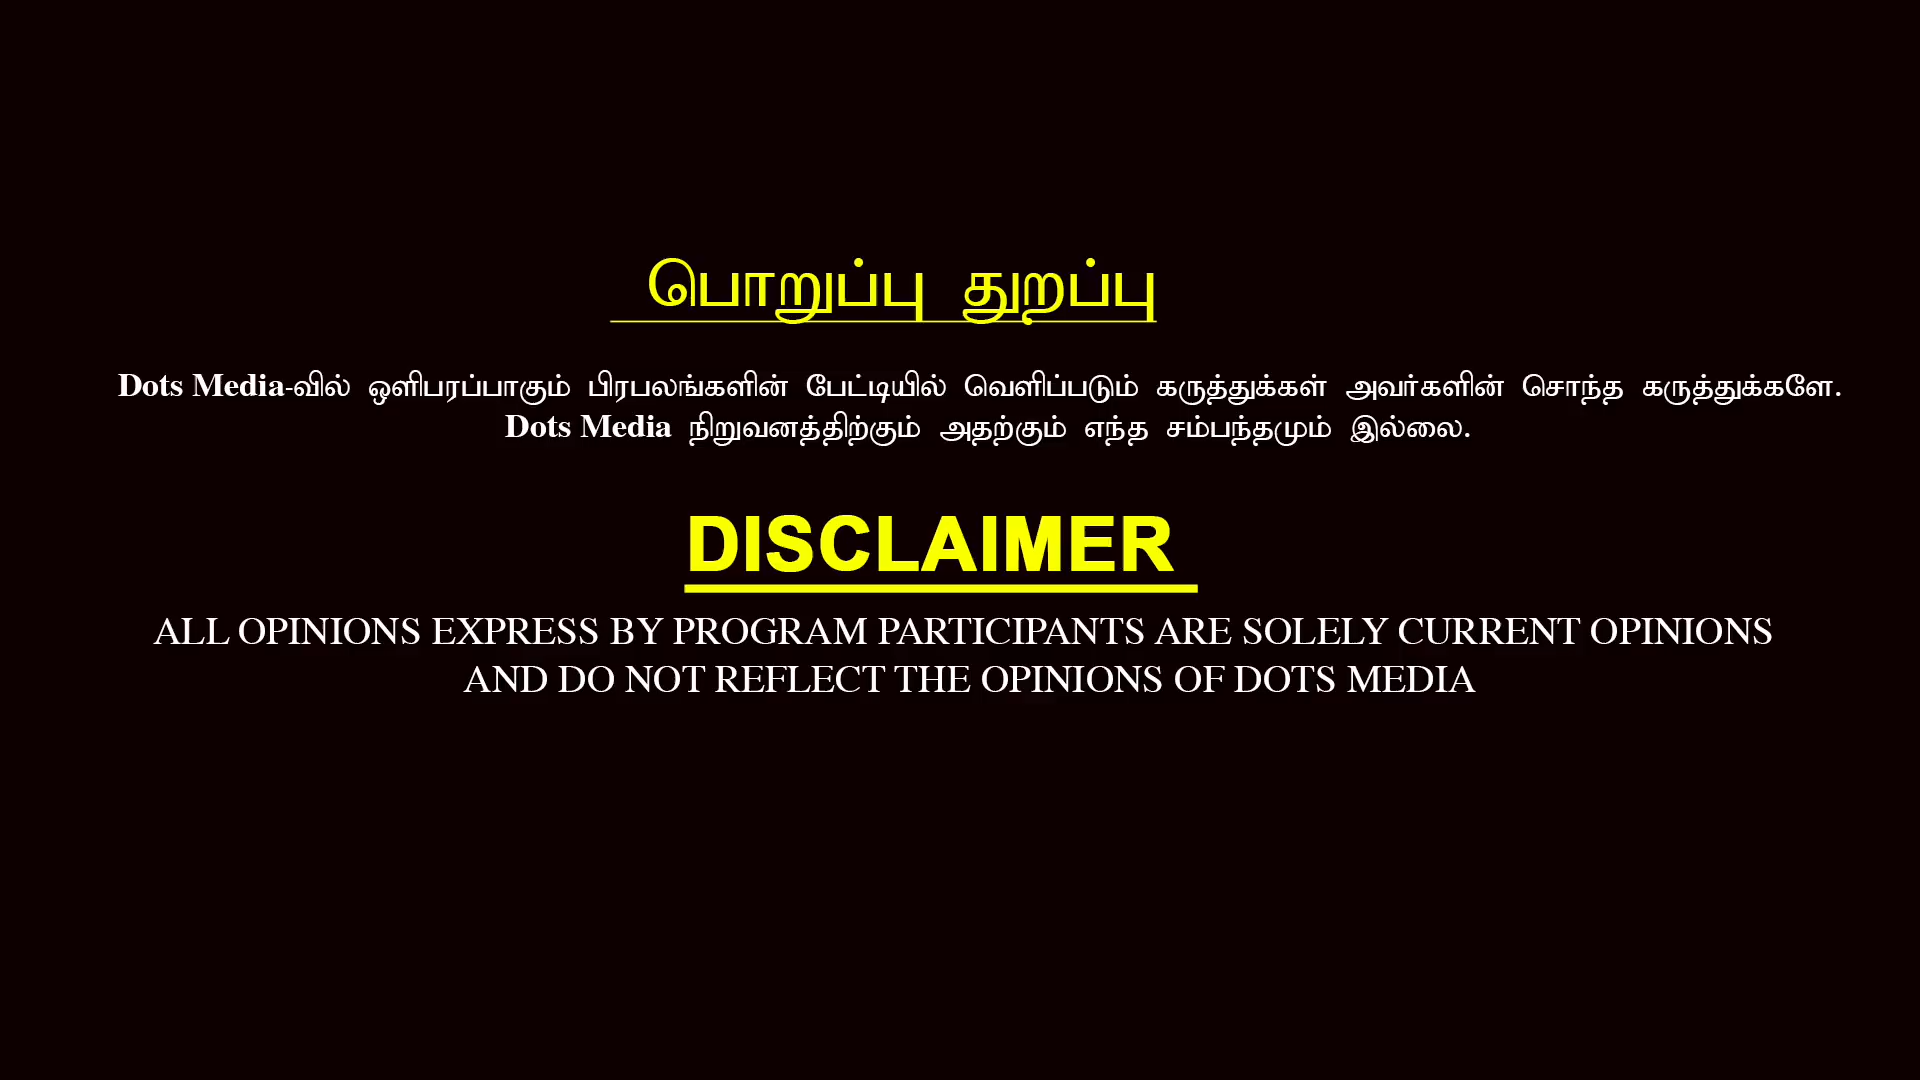 பொறுப்பு துறப்பு
Dots Media-வில் ஒளிபரப்பாகும் பிரபலங்களின் பேட்டியில் வெளிப்படும் கருத்துக்கள் அவர்களின் சொந்த கருத்துக்களே.
Dots Media நிறுவனத்திற்கும் அதற்கும் எந்த சம்பந்தமும் இல்லை.
DISCLAIMER
ALL OPINIONS EXPRESS BY PROGRAM PARTICIPANTS ARE SOLELY CURRENT OPINIONS
AND DO NOT REFLECT THE OPINIONS OF DOTS MEDIA